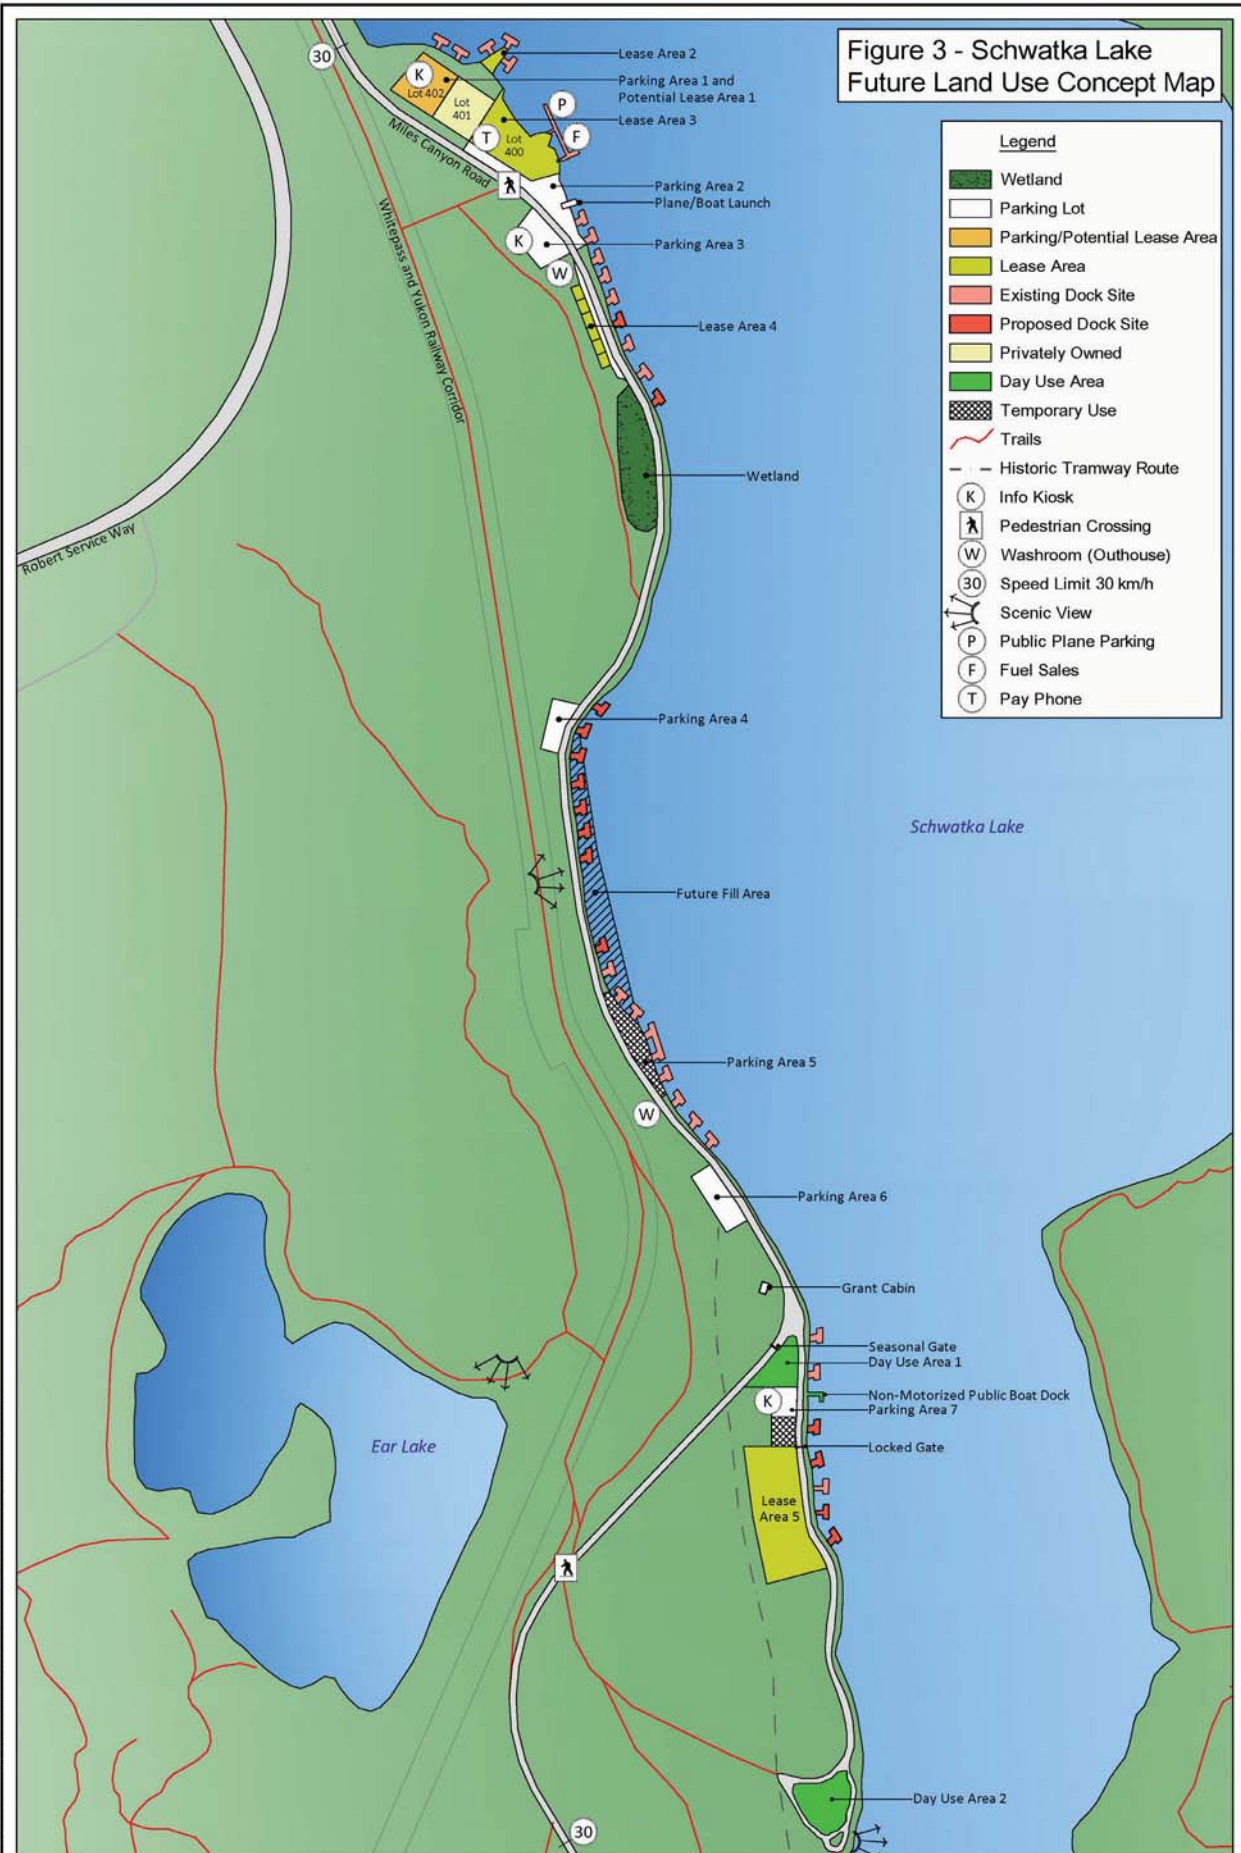 Figure 3 - Schwatka Lake
Future Land Use Concept Map
Legend
Wetland
Parking Lot
Parking/Potential Lease Area
Lease Area
Existing Dock Site
Proposed Dock Site
Privately Owned
Day Use Area
Temporary Use
Trails
Historic Tramway Route
K Info Kiosk
Pedestrian Crossing
W Washroom (Outhouse)
30 Speed Limit 30 km/h
Scenic View
P Public Plane Parking
F Fuel Sales
T Pay Phone
30
Lease Area 2
K
Lot 402
Parking Area 1 and
Potential Lease Area 1
Lot
401
P
Lease Area 3
T
Lot
400
F
Miles Canyon Road
Parking Area 2
Plane/Boat Launch
K
Parking Area 3
W
Whitepass and Yukon Railway Corridor
Lease Area 4
Wetland
Robert Service Way
Parking Area 4
Schwatka Lake
Future Fill Area
Parking Area 5
W
Parking Area 6
Grant Cabin
Seasonal Gate
Day Use Area 1
Non-Motorized Public Boat Dock
K
Parking Area 7
Ear Lake
Locked Gate
Lease
Area 5
Day Use Area 2
30